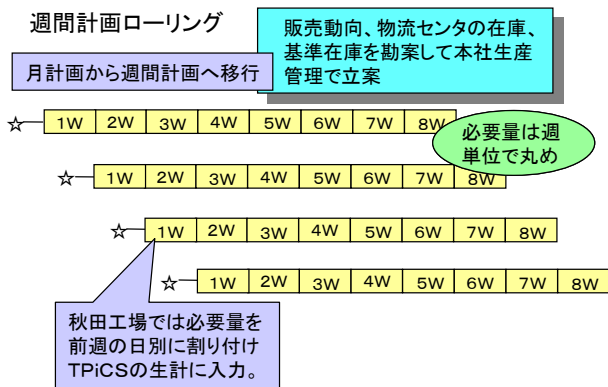 週間計画ローリング
販売動向、物流センタの在庫、
基準在庫を勘案して本社生産
管理で立案
月計画から週間計画へ移行
☆ 1W 2W 3W 4W 5W 6W 7W 8W
必要量は週
単位で丸め
☆ 1W 2W 3W 4W 5W 6W 7W 8W
☆ 1W 2W 3W 4W 5W 6W 7W 8W
☆ 1W 2W 3W 4W 5W 6W 7W 8W
秋田工場では必要量を
前週の日別に割り付け
TPiCSの生計に入力。